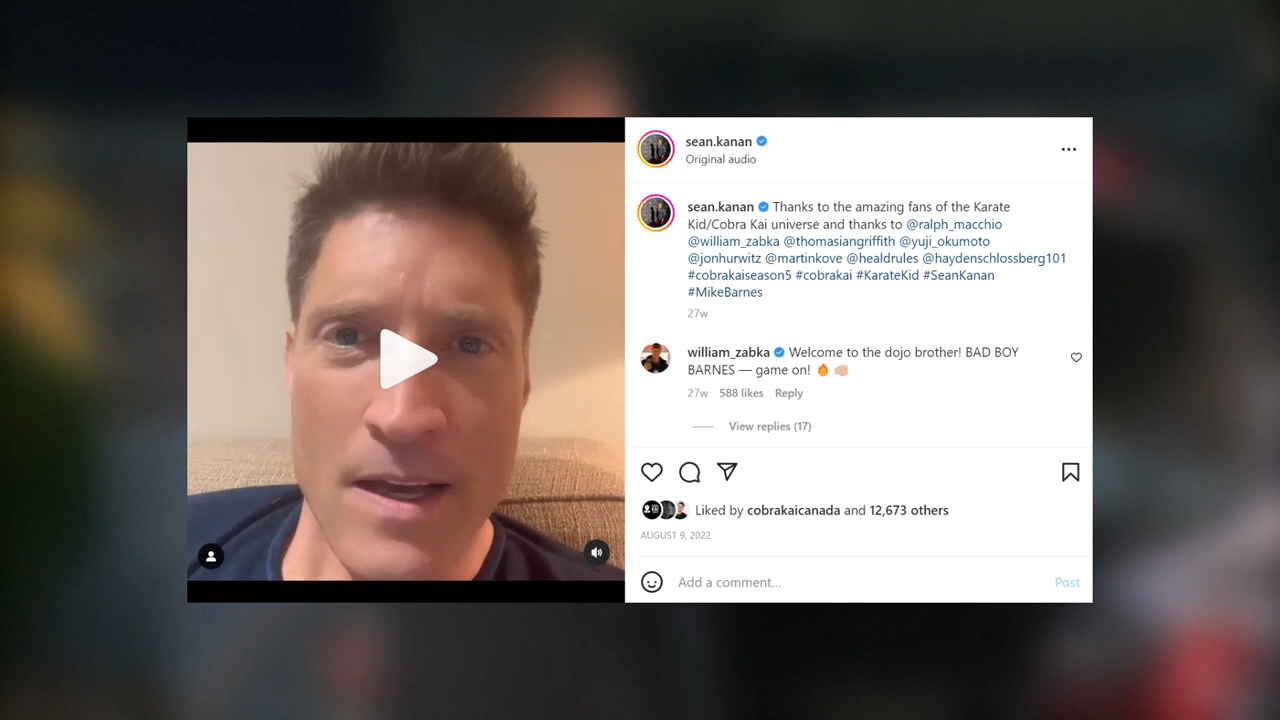 sean.kanan
Original audio
sean.kanan Thanks to the amazing fans of the Karate
Kid/Cobra Kai universe and thanks to @ralph_macchio
@william_zabka @thomasiangriffith @yuji_okumoto
@jonhurwitz @martinkove @healdrules @haydenschlossberg101
#cobrakaiseason5 #cobrakai #KarateKid #SeanKanan
#MikeBarnes
27w
william_zabka Welcome to the dojo brother! BAD BOY
BARNES — game on! 🔥 👊🏻
27w 588 likes Reply
View replies (17)
Liked by cobrakaicanada and 12,673 others
AUGUST 9, 2022
Add a comment... Post